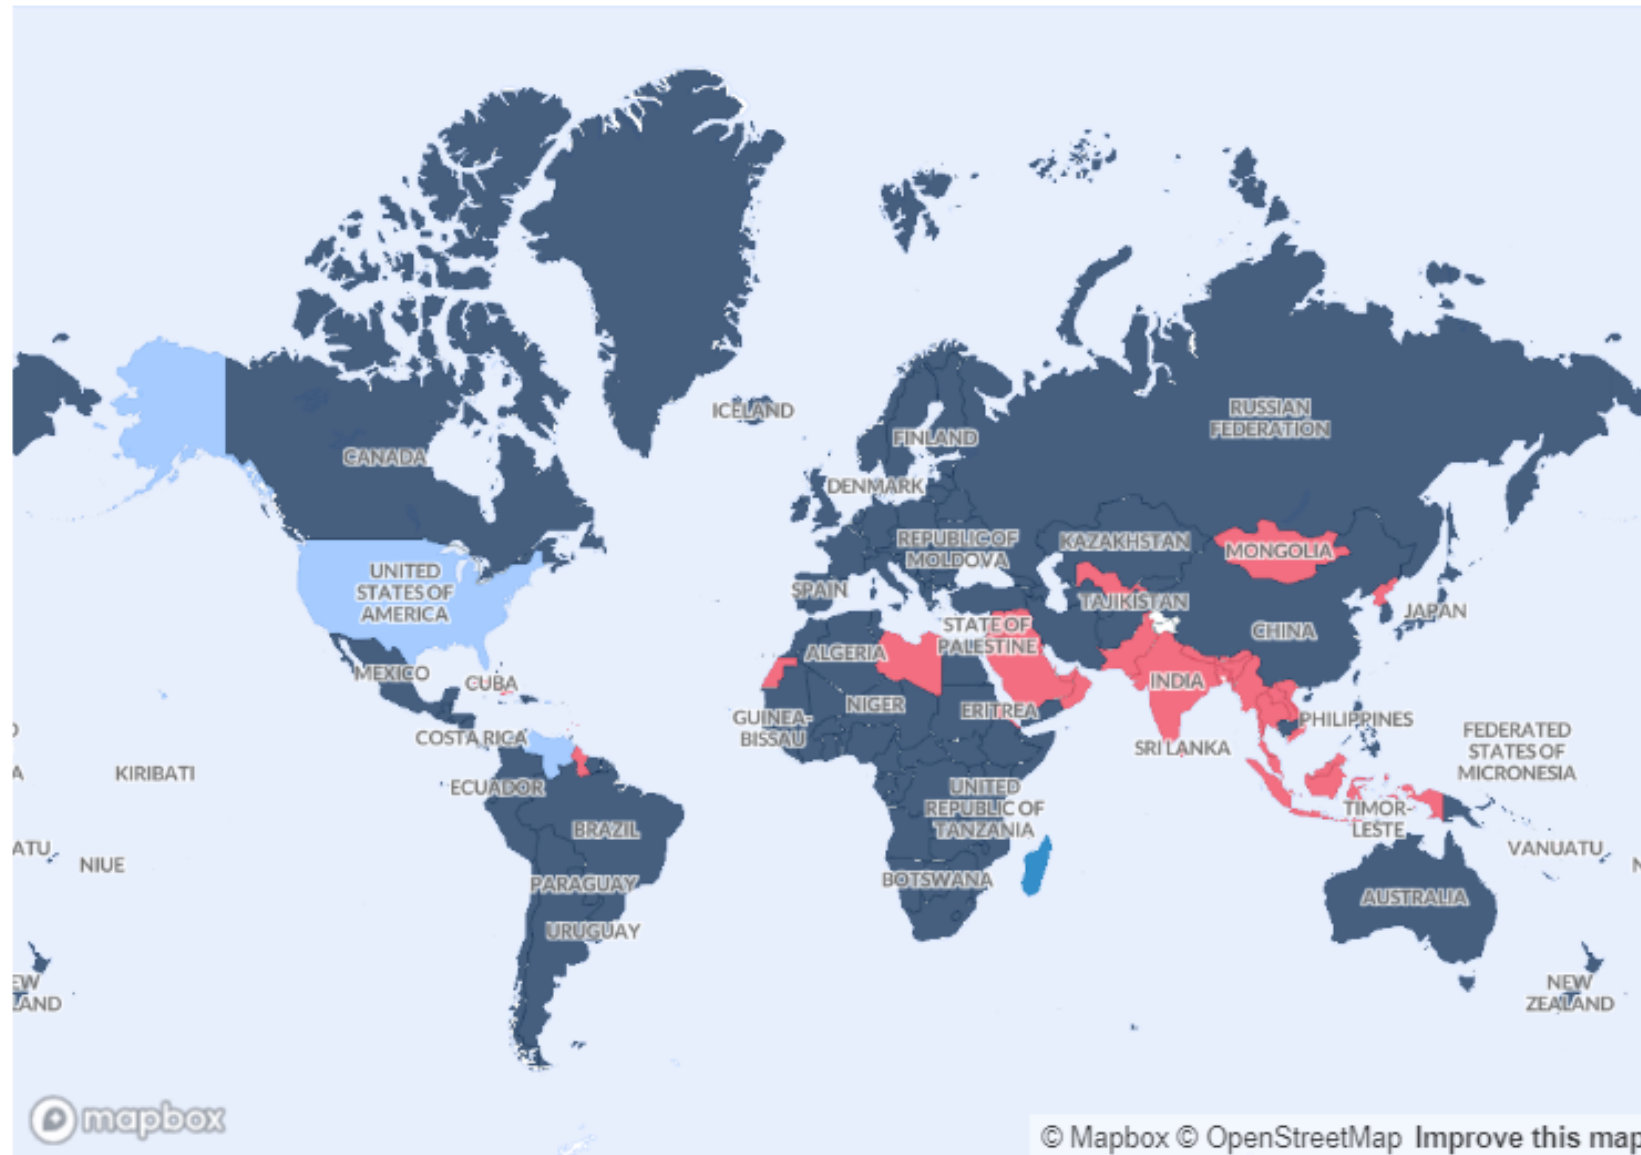 ICELAND
RUSSIAN
FEDERATION
FINLAND
CANADA
DENMARK
REPUBLIC OF
MOLDOVA
KAZAKHSTAN
MONGOLIA
UNITED
STATES OF
AMERICA
SPAIN
TAJIKISTAN
JAPAN
STATE OF
PALESTINE
CHINA
ALGERIA
MEXICO
CUBA
INDIA
NIGER
ERITREA
GUINEA-
BISSAU
PHILIPPINES
COSTA RICA
SRI LANKA
FEDERATED
STATES OF
MICRONESIA
KIRIBATI
ECUADOR
UNITED
REPUBLIC OF
TANZANIA
TIMOR-
LESTE
BRAZIL
ATU
NIUE
VANUATU
PARAGUAY
BOTSWANA
AUSTRALIA
URUGUAY
EW
LAND
NEW
ZEALAND
mapbox
© Mapbox © OpenStreetMap Improve this map